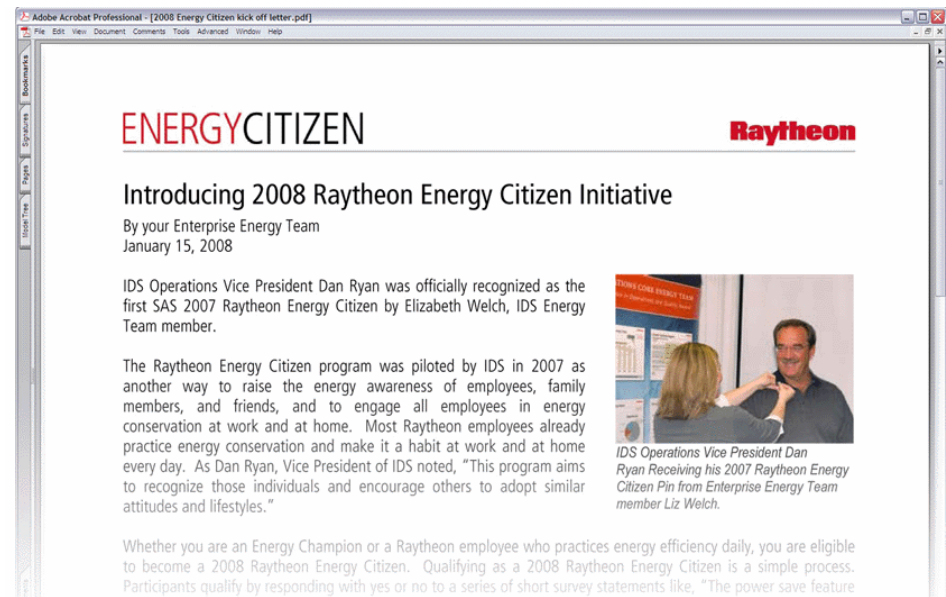 Adobe Acrobat Professional - [2008 Energy Citizen kick off letter.pdf]
File Edit View Document Comments Tools Advanced Window Help
Bookmarks
Signatures
Pages
Model Tree
ENERGYCITIZEN
Raytheon
Introducing 2008 Raytheon Energy Citizen Initiative
By your Enterprise Energy Team
January 15, 2008
IDS Operations Vice President Dan Ryan was officially recognized as the
first SAS 2007 Raytheon Energy Citizen by Elizabeth Welch, IDS Energy
Team member.
The Raytheon Energy Citizen program was piloted by IDS in 2007 as
another way to raise the energy awareness of employees, family
members, and friends, and to engage all employees in energy
conservation at work and at home. Most Raytheon employees already
practice energy conservation and make it a habit at work and at home
every day. As Dan Ryan, Vice President of IDS noted, “This program aims
to recognize those individuals and encourage others to adopt similar
attitudes and lifestyles.”
IONS CORE ENERGY TEAM
IDS Operations Vice President Dan
Ryan Receiving his 2007 Raytheon Energy
Citizen Pin from Enterprise Energy Team
member Liz Welch.
Whether you are an Energy Champion or a Raytheon employee who practices energy efficiency daily, you are eligible
to become a 2008 Raytheon Energy Citizen. Qualifying as a 2008 Raytheon Energy Citizen is a simple process.
Participants qualify by responding with yes or no to a series of short survey statements like, “The power save feature